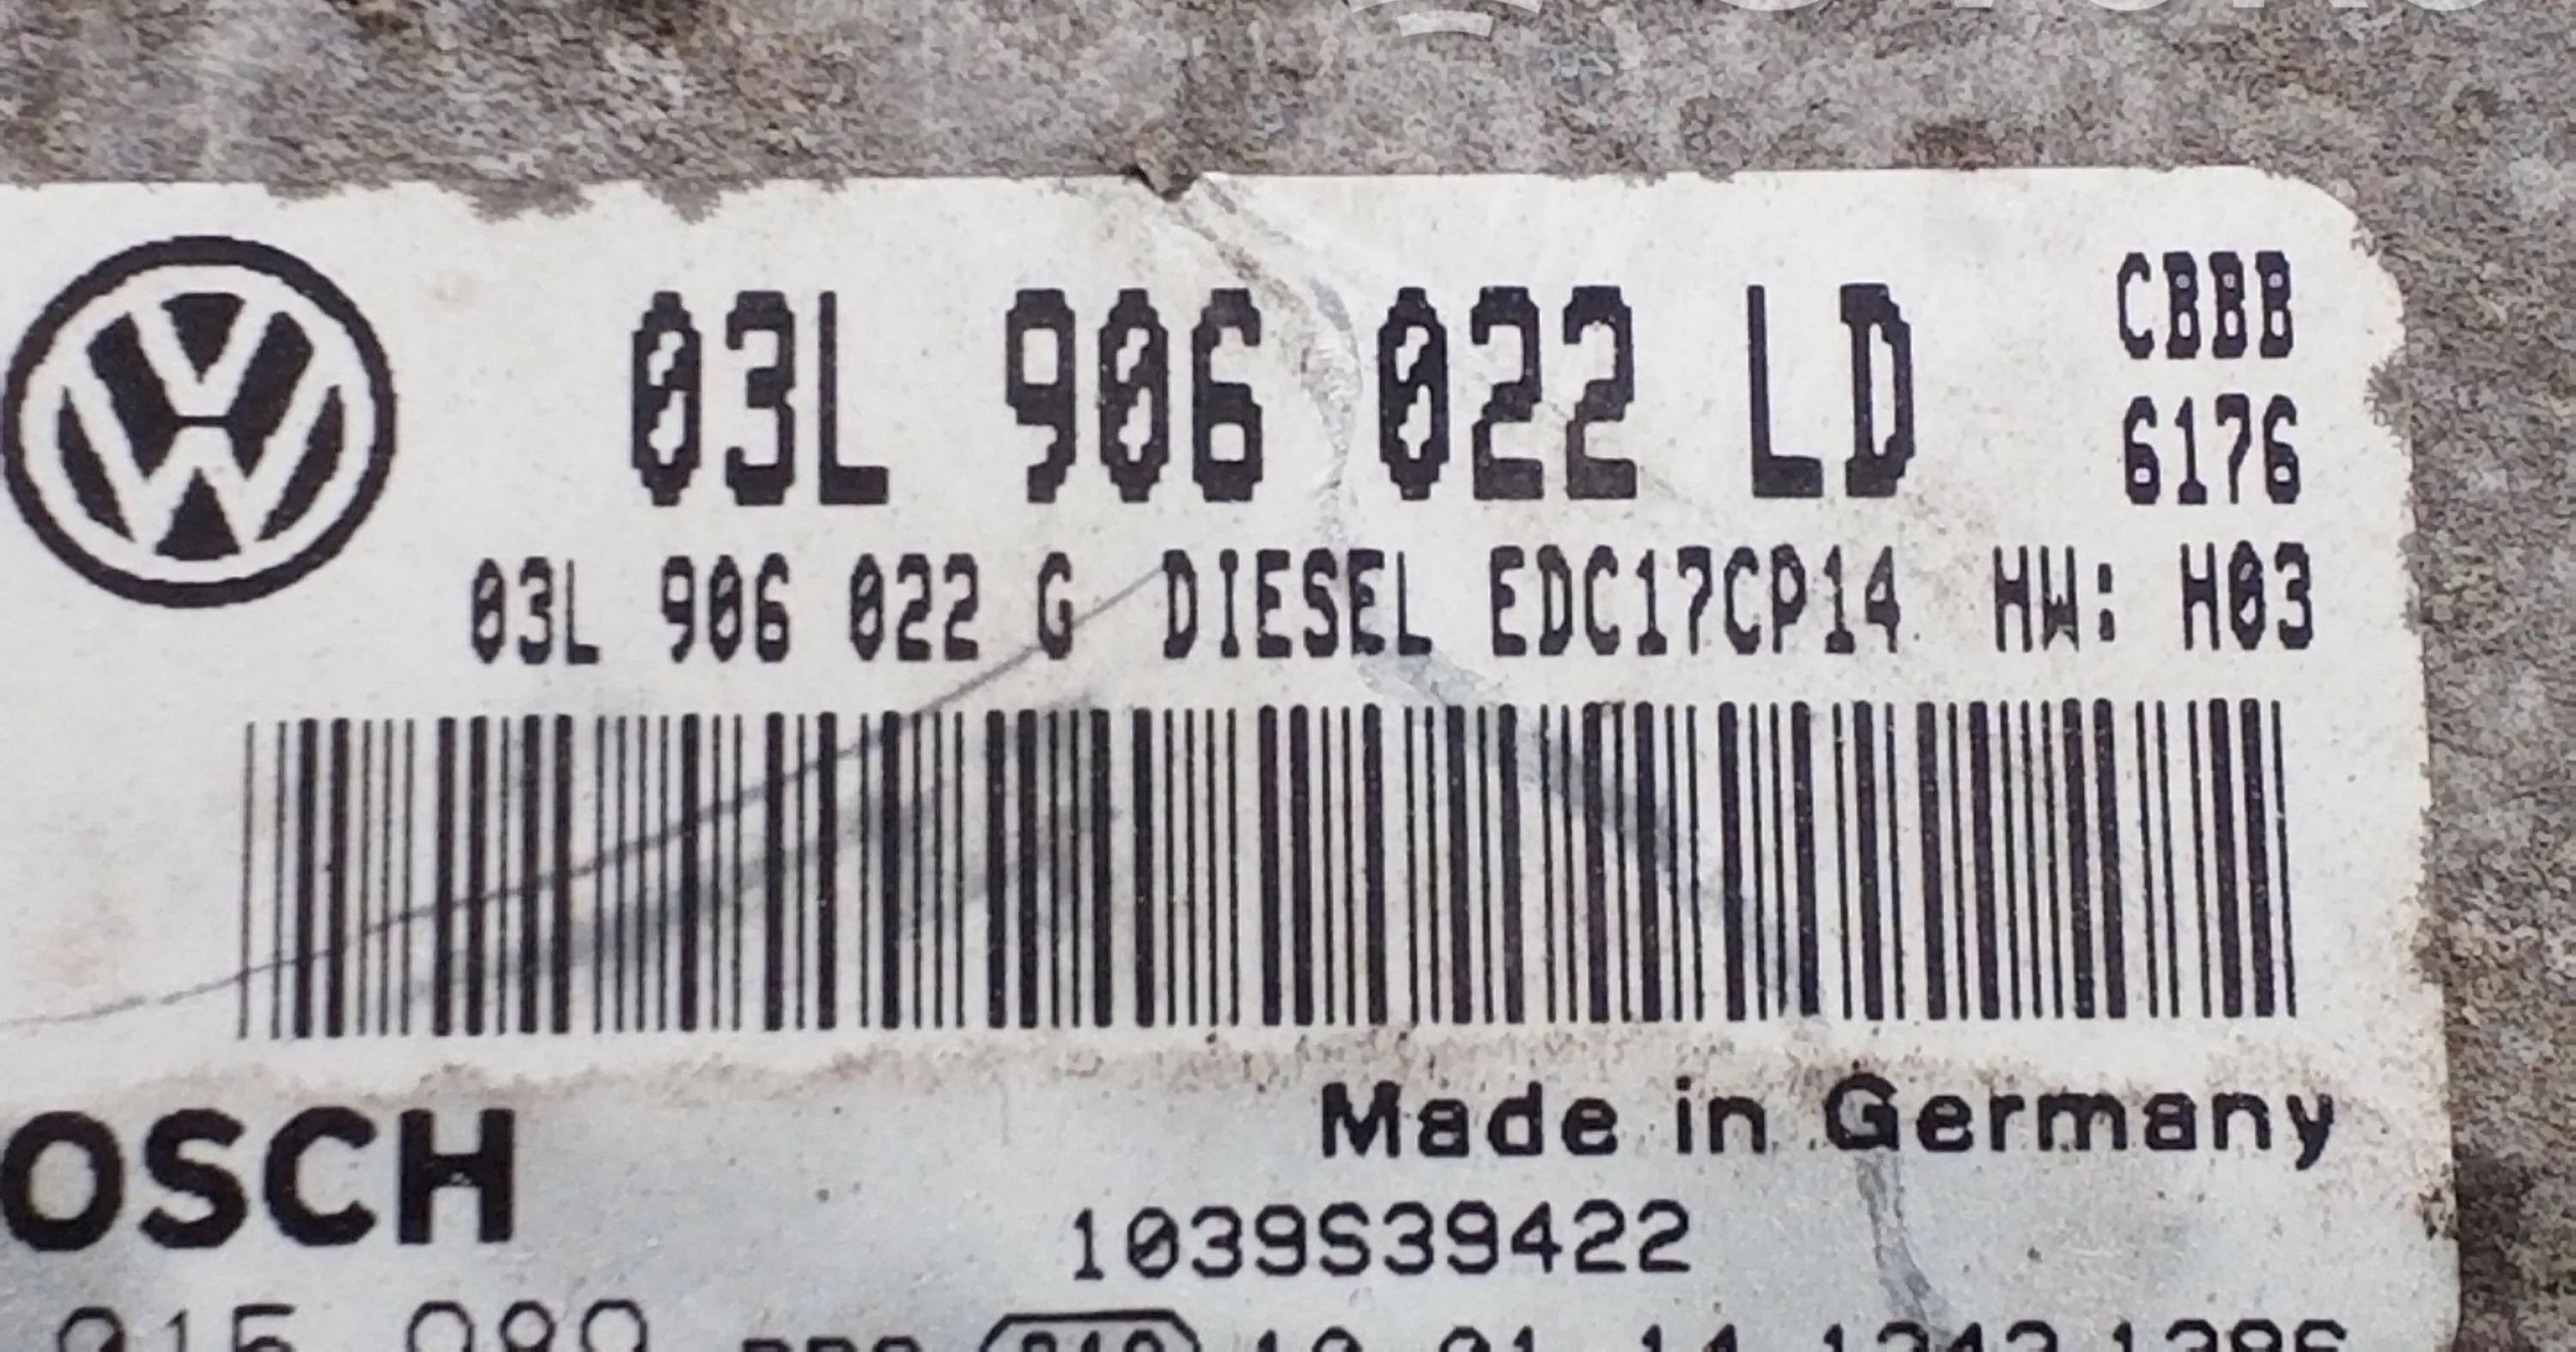 03L 906 022 LD
CBBB
6176
03L 906 022 G DIESEL EDC17CP14 HW: H03
Made in Germany
OSCH
1039S39422